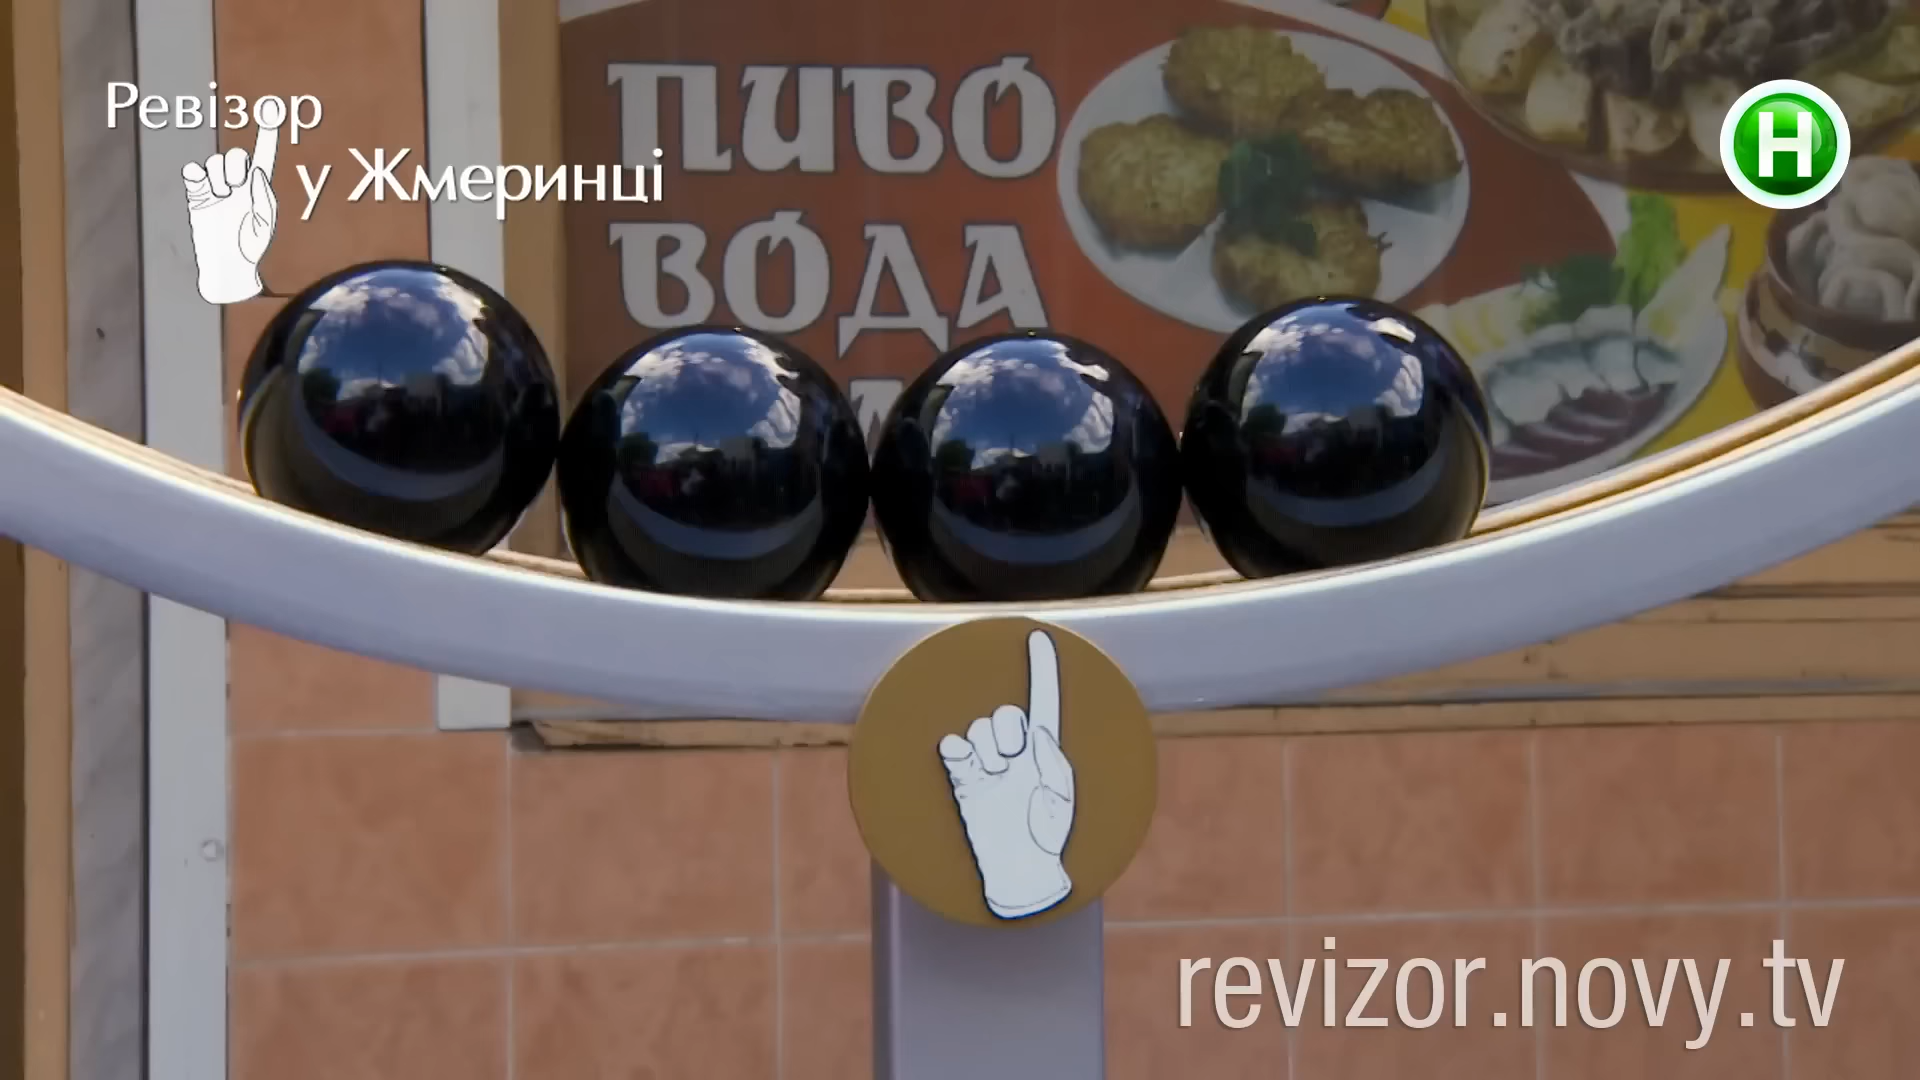 Ревізор
у Жмеринці
ПИВО
ВОДА
Н
revizor.novy.tv